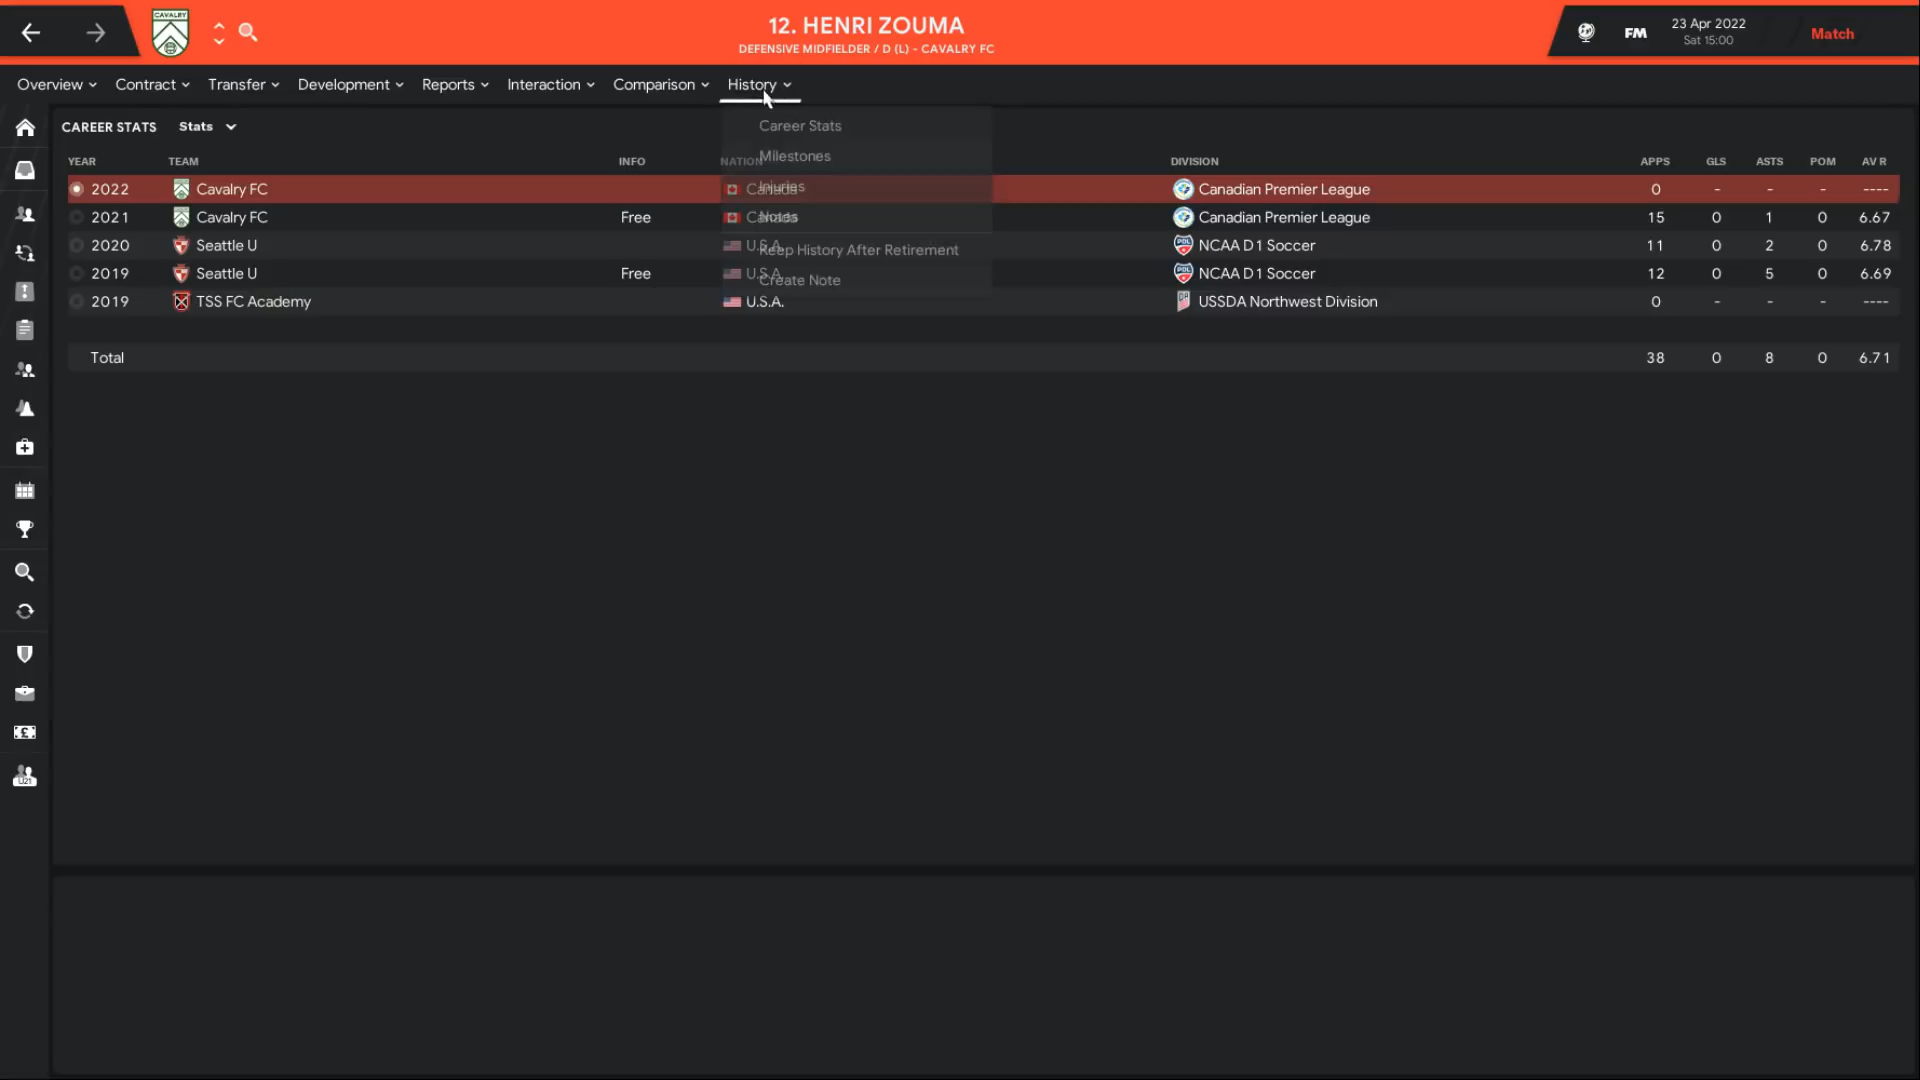 12. HENRI ZOUMA
DEFENSIVE MIDFIELDER / D (L) - CAVALRY FC
CAVALRY
FM
23 Apr 2022
Sat 15:00
Match
Overview Contract Transfer Development Reports Interaction Comparison History
CAREER STATS Stats
Career Stats
Milestones
Injuries
Notes
Keep History After Retirement
Create Note
YEAR TEAM INFO NATION DIVISION APPS GLS ASTS POM AV R
2022 Cavalry FC Canada Canadian Premier League 0 - - - ----
2021 Cavalry FC Free Canada Canadian Premier League 15 0 1 0 6.67
2020 Seattle U U.S.A. NCAA D1 Soccer 11 0 2 0 6.78
2019 Seattle U Free U.S.A. NCAA D1 Soccer 12 0 5 0 6.69
2019 TSS FC Academy U.S.A. USSDA Northwest Division 0 - - - ----
Total 38 0 8 0 6.71
U21